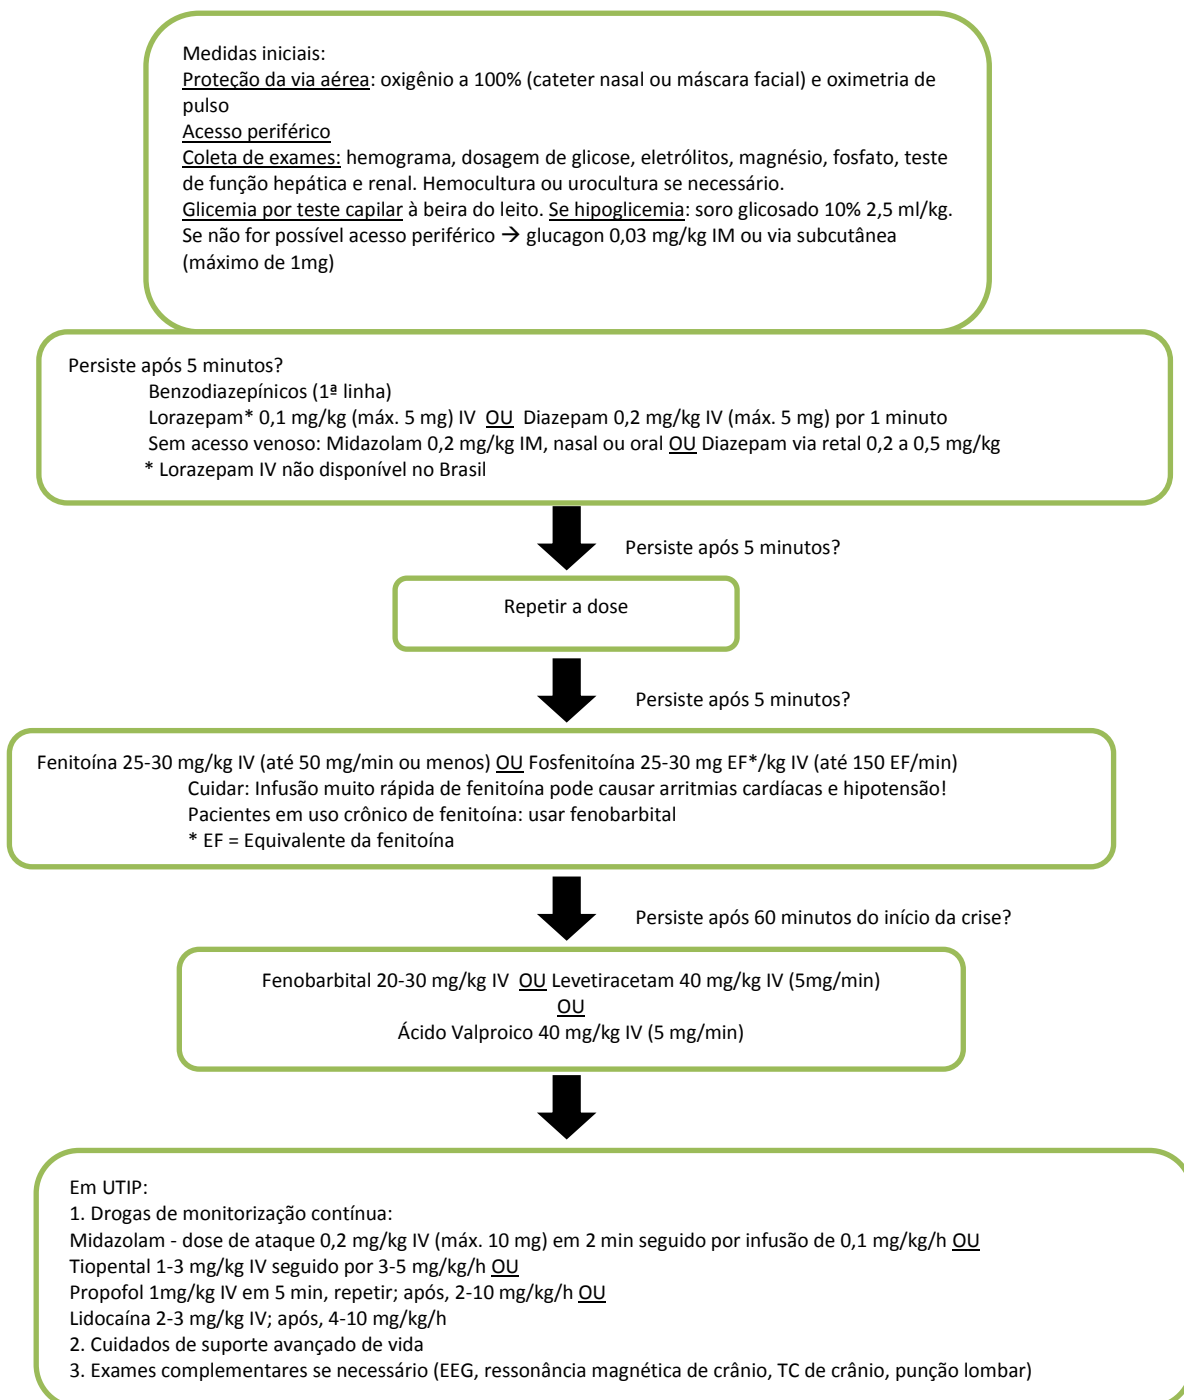 Medidas iniciais:
Proteção da via aérea: oxigênio a 100% (cateter nasal ou máscara facial) e oximetria de
pulso
Acesso periférico
Coleta de exames: hemograma, dosagem de glicose, eletrólitos, magnésio, fosfato, teste
de função hepática e renal. Hemocultura ou urocultura se necessário.
Glicemia por teste capilar à beira do leito. Se hipoglicemia: soro glicosado 10% 2,5 ml/kg.
Se não for possível acesso periférico → glucagon 0,03 mg/kg IM ou via subcutânea
(máximo de 1mg)
Persiste após 5 minutos?
Benzodiazepínicos (1ª linha)
Lorazepam* 0,1 mg/kg (máx. 5 mg) IV OU Diazepam 0,2 mg/kg IV (máx. 5 mg) por 1 minuto
Sem acesso venoso: Midazolam 0,2 mg/kg IM, nasal ou oral OU Diazepam via retal 0,2 a 0,5 mg/kg
* Lorazepam IV não disponível no Brasil
Persiste após 5 minutos?
Repetir a dose
Persiste após 5 minutos?
Fenitoína 25-30 mg/kg IV (até 50 mg/min ou menos) OU Fosfenitoína 25-30 mg EF*/kg IV (até 150 EF/min)
Cuidar: Infusão muito rápida de fenitoína pode causar arritmias cardíacas e hipotensão!
Pacientes em uso crônico de fenitoína: usar fenobarbital
* EF = Equivalente da fenitoína
Persiste após 60 minutos do início da crise?
Fenobarbital 20-30 mg/kg IV OU Levetiracetam 40 mg/kg IV (5mg/min)
OU
Ácido Valproico 40 mg/kg IV (5 mg/min)
Em UTIP:
1. Drogas de monitorização contínua:
Midazolam - dose de ataque 0,2 mg/kg IV (máx. 10 mg) em 2 min seguido por infusão de 0,1 mg/kg/h OU
Tiopental 1-3 mg/kg IV seguido por 3-5 mg/kg/h OU
Propofol 1mg/kg IV em 5 min, repetir; após, 2-10 mg/kg/h OU
Lidocaína 2-3 mg/kg IV; após, 4-10 mg/kg/h
2. Cuidados de suporte avançado de vida
3. Exames complementares se necessário (EEG, ressonância magnética de crânio, TC de crânio, punção lombar)